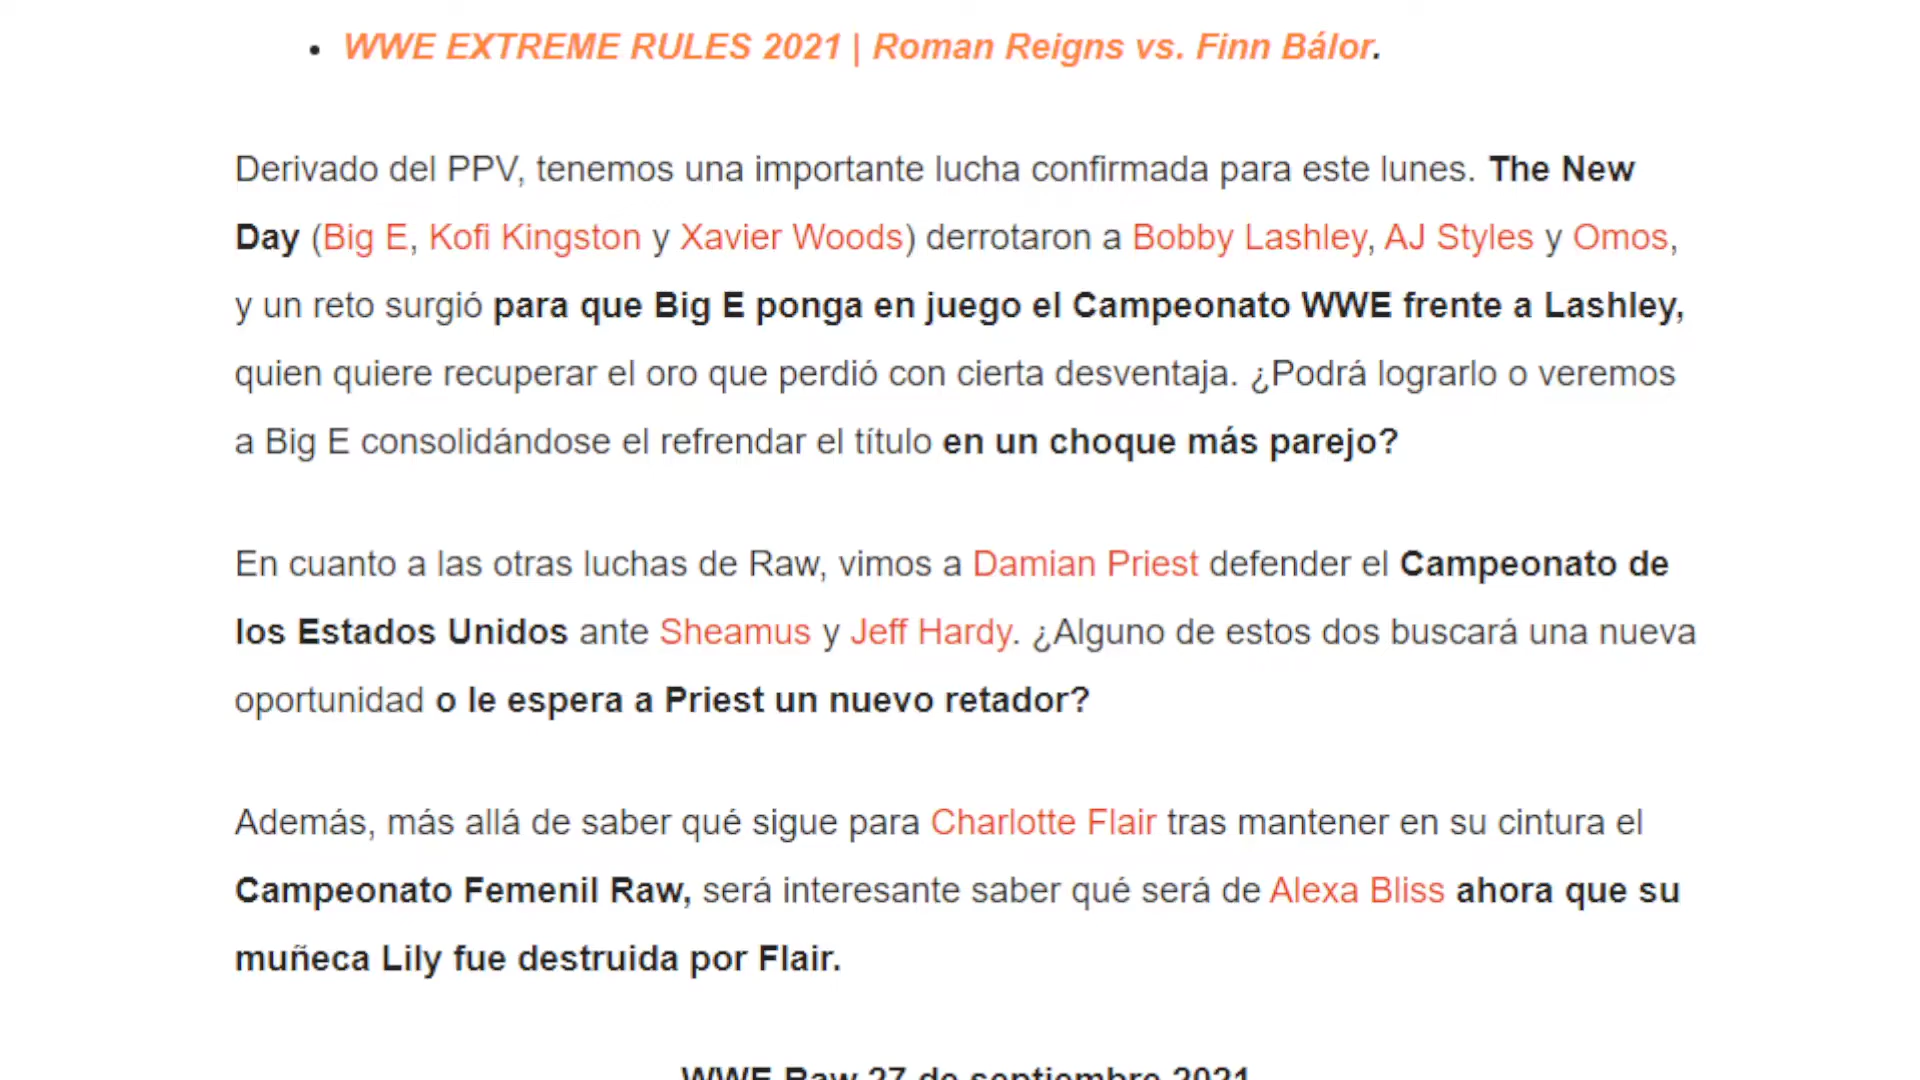 • WWE EXTREME RULES 2021 | Roman Reigns vs. Finn Bálor.
Derivado del PPV, tenemos una importante lucha confirmada para este lunes. The New
Day (Big E, Kofi Kingston y Xavier Woods) derrotaron a Bobby Lashley, AJ Styles y Omos,
y un reto surgió para que Big E ponga en juego el Campeonato WWE frente a Lashley,
quien quiere recuperar el oro que perdió con cierta desventaja. ¿Podrá lograrlo o veremos
a Big E consolidándose el refrendar el título en un choque más parejo?
En cuanto a las otras luchas de Raw, vimos a Damian Priest defender el Campeonato de
los Estados Unidos ante Sheamus y Jeff Hardy. ¿Alguno de estos dos buscará una nueva
oportunidad o le espera a Priest un nuevo retador?
Además, más allá de saber qué sigue para Charlotte Flair tras mantener en su cintura el
Campeonato Femenil Raw, será interesante saber qué será de Alexa Bliss ahora que su
muñeca Lily fue destruida por Flair.
WWE Raw 27 de septiembre 2021